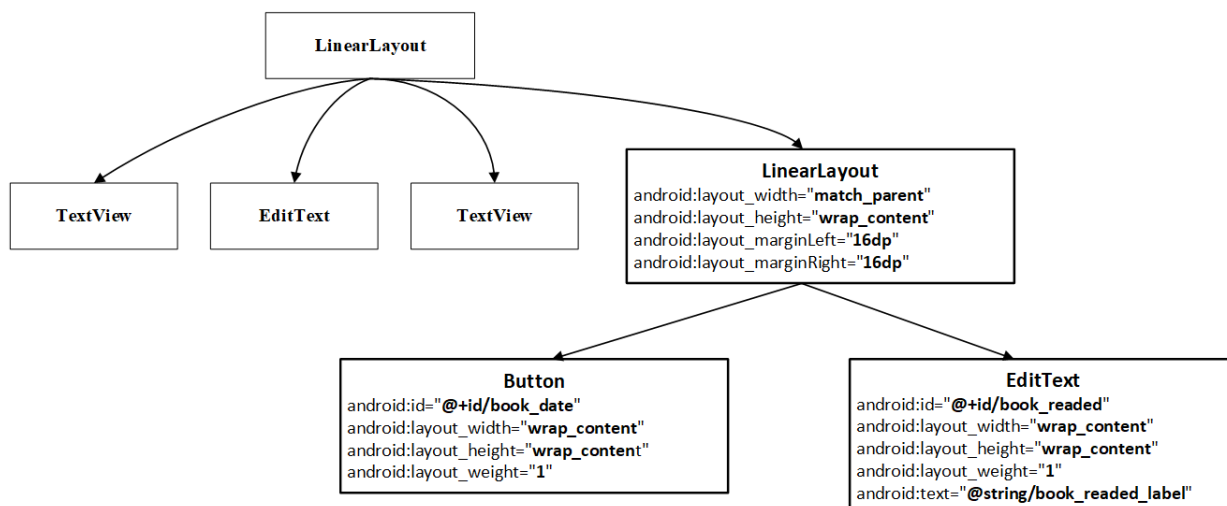 LinearLayout
TextView
EditText
TextView
LinearLayout
android:layout_width="match_parent"
android:layout_height="wrap_content"
android:layout_marginLeft="16dp"
android:layout_marginRight="16dp"
Button
android:id="@+id/book_date"
android:layout_width="wrap_content"
android:layout_height="wrap_content"
android:layout_weight="1"
EditText
android:id="@+id/book_readed"
android:layout_width="wrap_content"
android:layout_height="wrap_content"
android:layout_weight="1"
android:text="@string/book_readed_label"